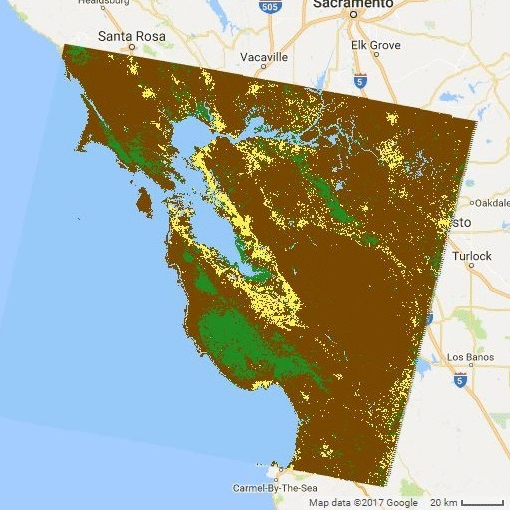 Healdsburg
505
Sacramento
Santa Rosa
Elk Grove
Vacaville
5
Oakdale
sto
Turlock
Los Banos
5
Carmel-By-The-Sea
Map data ©2017 Google 20 km